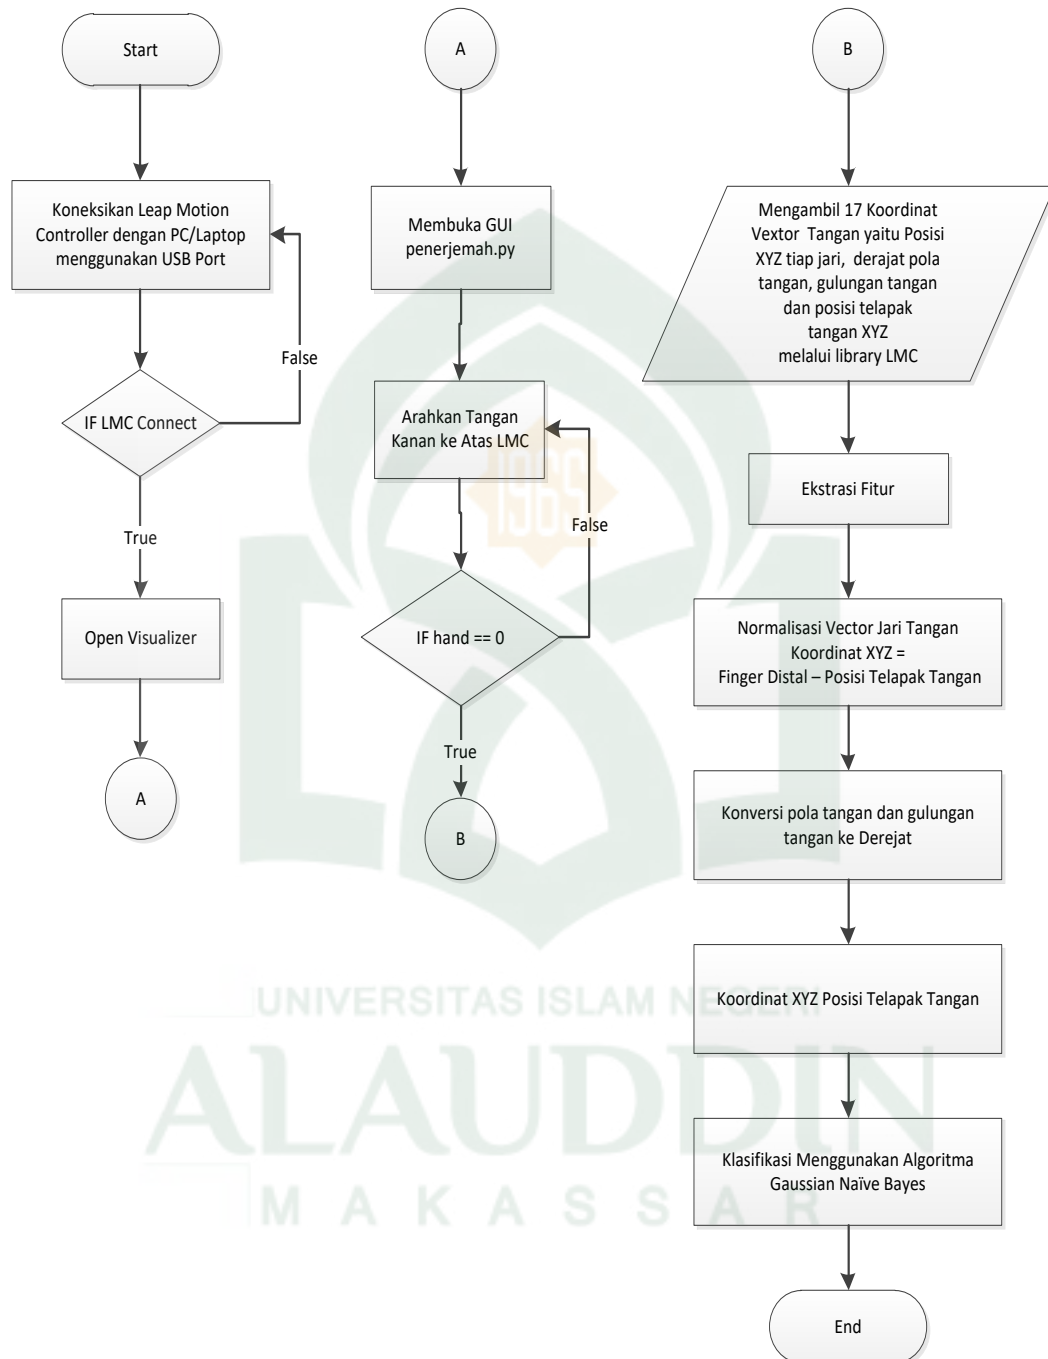 Start
Koneksikan Leap Motion
Controller dengan PC/Laptop
menggunakan USB Port
False
IF LMC Connect
True
Open Visualizer
A
A
Membuka GUI
penerjemah.py
Arahkan Tangan
Kanan ke Atas LMC
False
IF hand == 0
True
B
B
Mengambil 17 Koordinat
Vextor Tangan yaitu Posisi
XYZ tiap jari, derajat pola
tangan, gulungan tangan
dan posisi telapak
tangan XYZ
melalui library LMC
Ekstrasi Fitur
Normalisasi Vector Jari Tangan
Koordinat XYZ =
Finger Distal – Posisi Telapak Tangan
Konversi pola tangan dan gulungan
tangan ke Derejat
Koordinat XYZ Posisi Telapak Tangan
Klasifikasi Menggunakan Algoritma
Gaussian Naïve Bayes
End
1965
UNIVERSITAS ISLAM NEGERI
ALAUDDIN
MAKASSAR